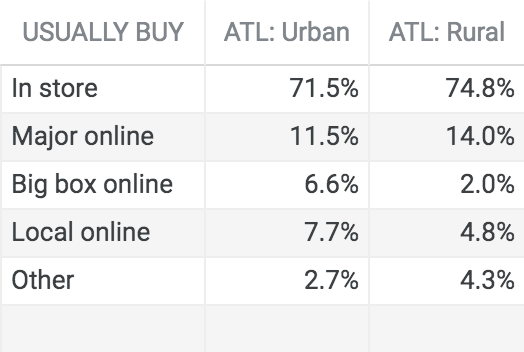 USUALLY BUY ATL: Urban ATL: Rural
In store 71.5% 74.8%
Major online 11.5% 14.0%
Big box online 6.6% 2.0%
Local online 7.7% 4.8%
Other 2.7% 4.3%